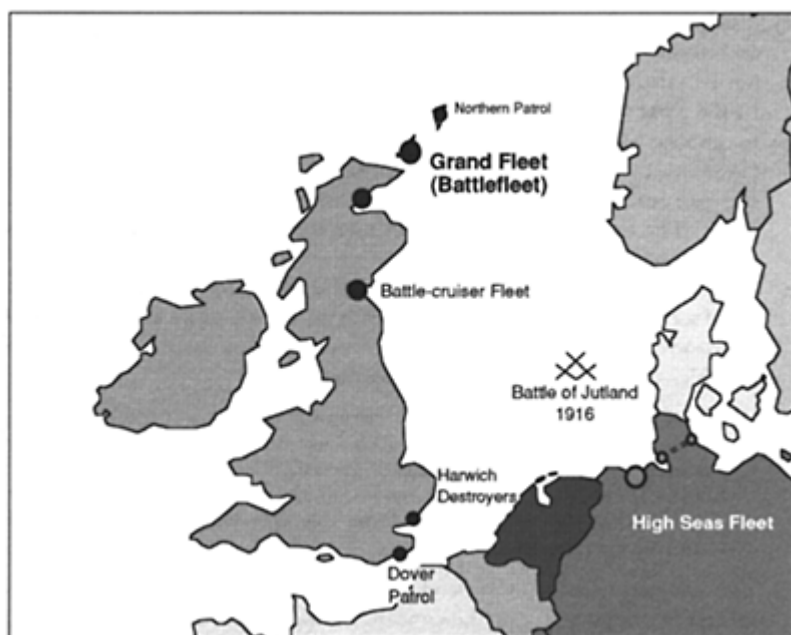 Northern Patrol
Grand Fleet
(Battlefleet)
Battle-cruiser Fleet
Battle of Jutland
1916
Harwich
Destroyers
High Seas Fleet
Dover
Patrol